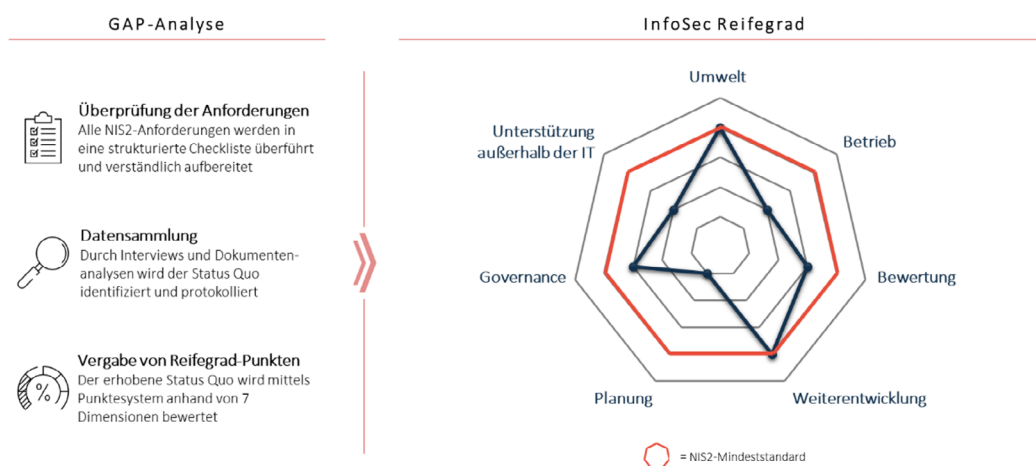 GAP-Analyse
Überprüfung der Anforderungen
Alle NIS2-Anforderungen werden in
eine strukturierte Checkliste überführt
und verständlich aufbereitet
Datensammlung
Durch Interviews und Dokumenten-
analysen wird der Status Quo
identifiziert und protokolliert
%
Vergabe von Reifegrad-Punkten
Der erhobene Status Quo wird mittels
Punktesystem anhand von 7
Dimensionen bewertet
InfoSec Reifegrad
Umwelt
Unterstützung
außerhalb der IT
Betrieb
Governance
Bewertung
Planung
Weiterentwicklung
= NIS2-Mindeststandard